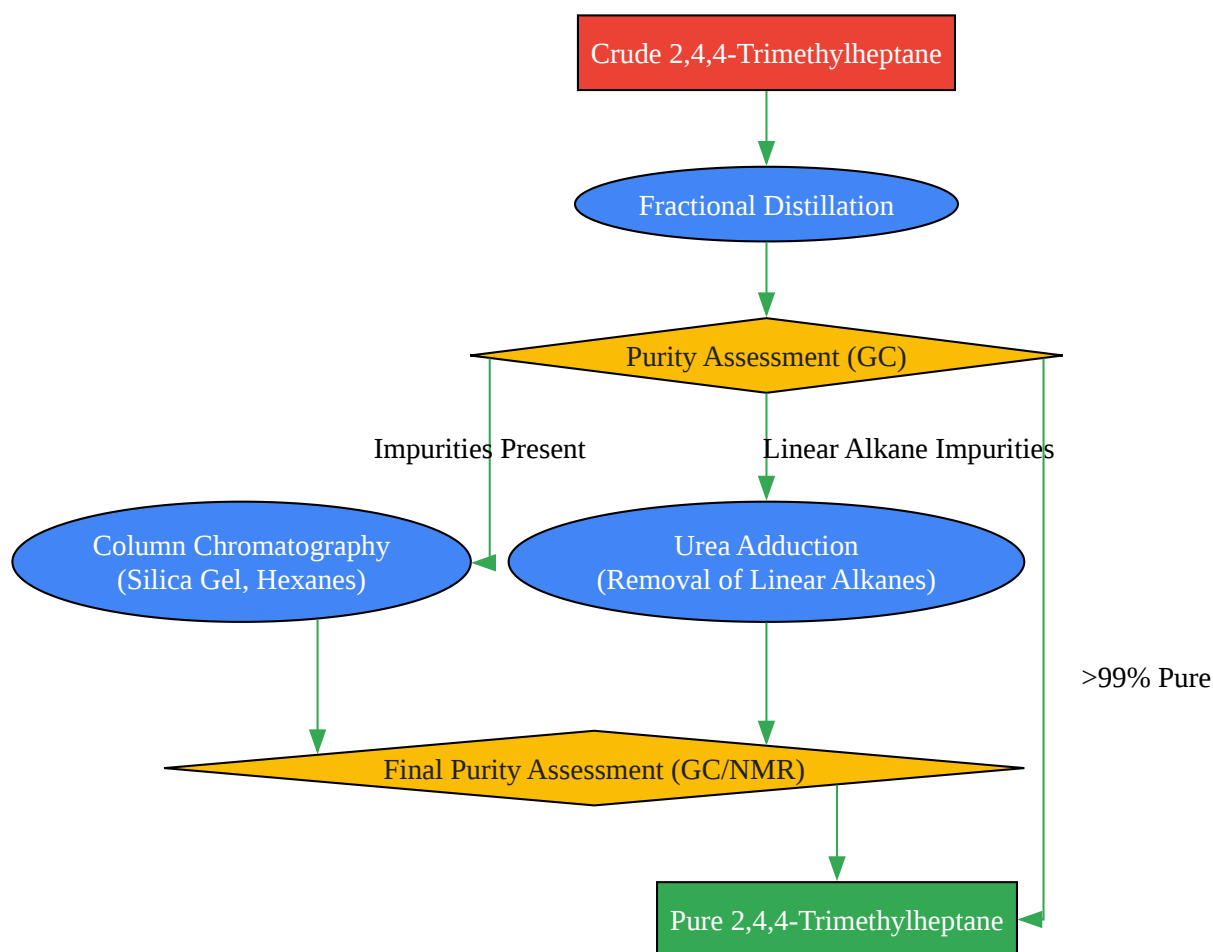 Crude 2,4,4-Trimethylheptane
Fractional Distillation
Purity Assessment (GC)
Impurities Present
Linear Alkane Impurities
Column Chromatography
(Silica Gel, Hexanes)
Urea Adduction
(Removal of Linear Alkanes)
>99% Pure
Final Purity Assessment (GC/NMR)
Pure 2,4,4-Trimethylheptane